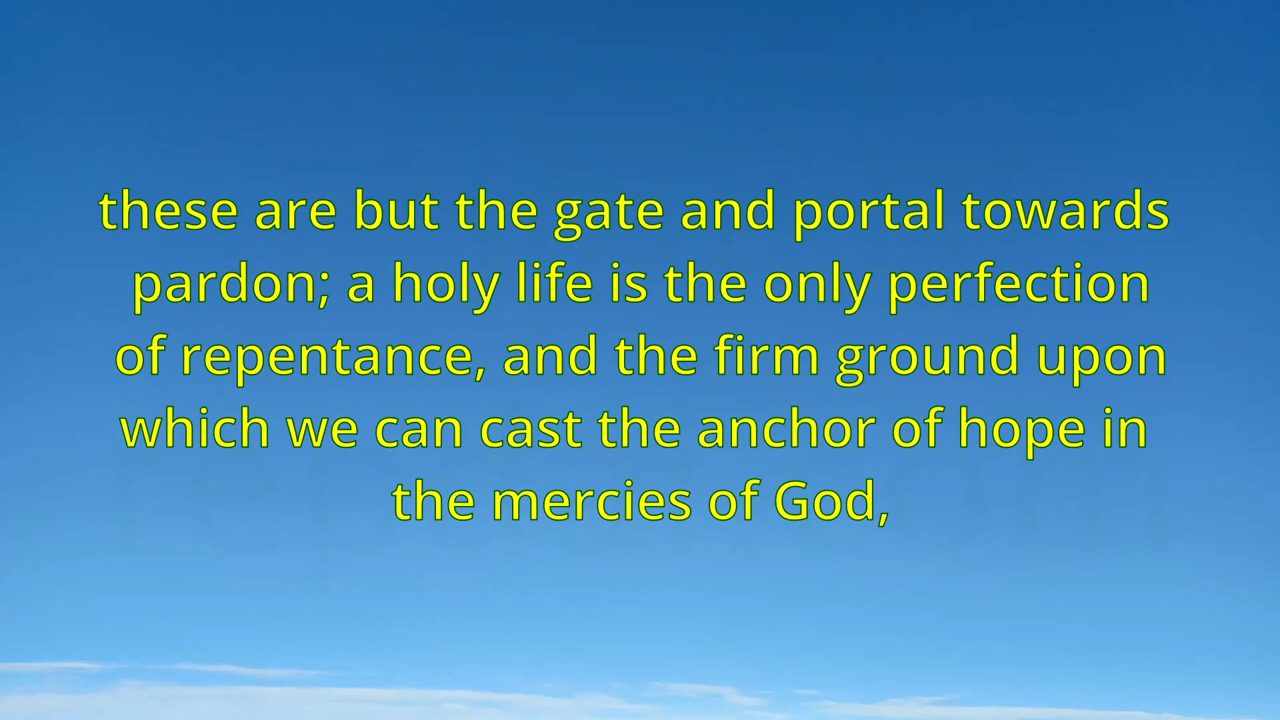 these are but the gate and portal towards
pardon; a holy life is the only perfection
of repentance, and the firm ground upon
which we can cast the anchor of hope in
the mercies of God,